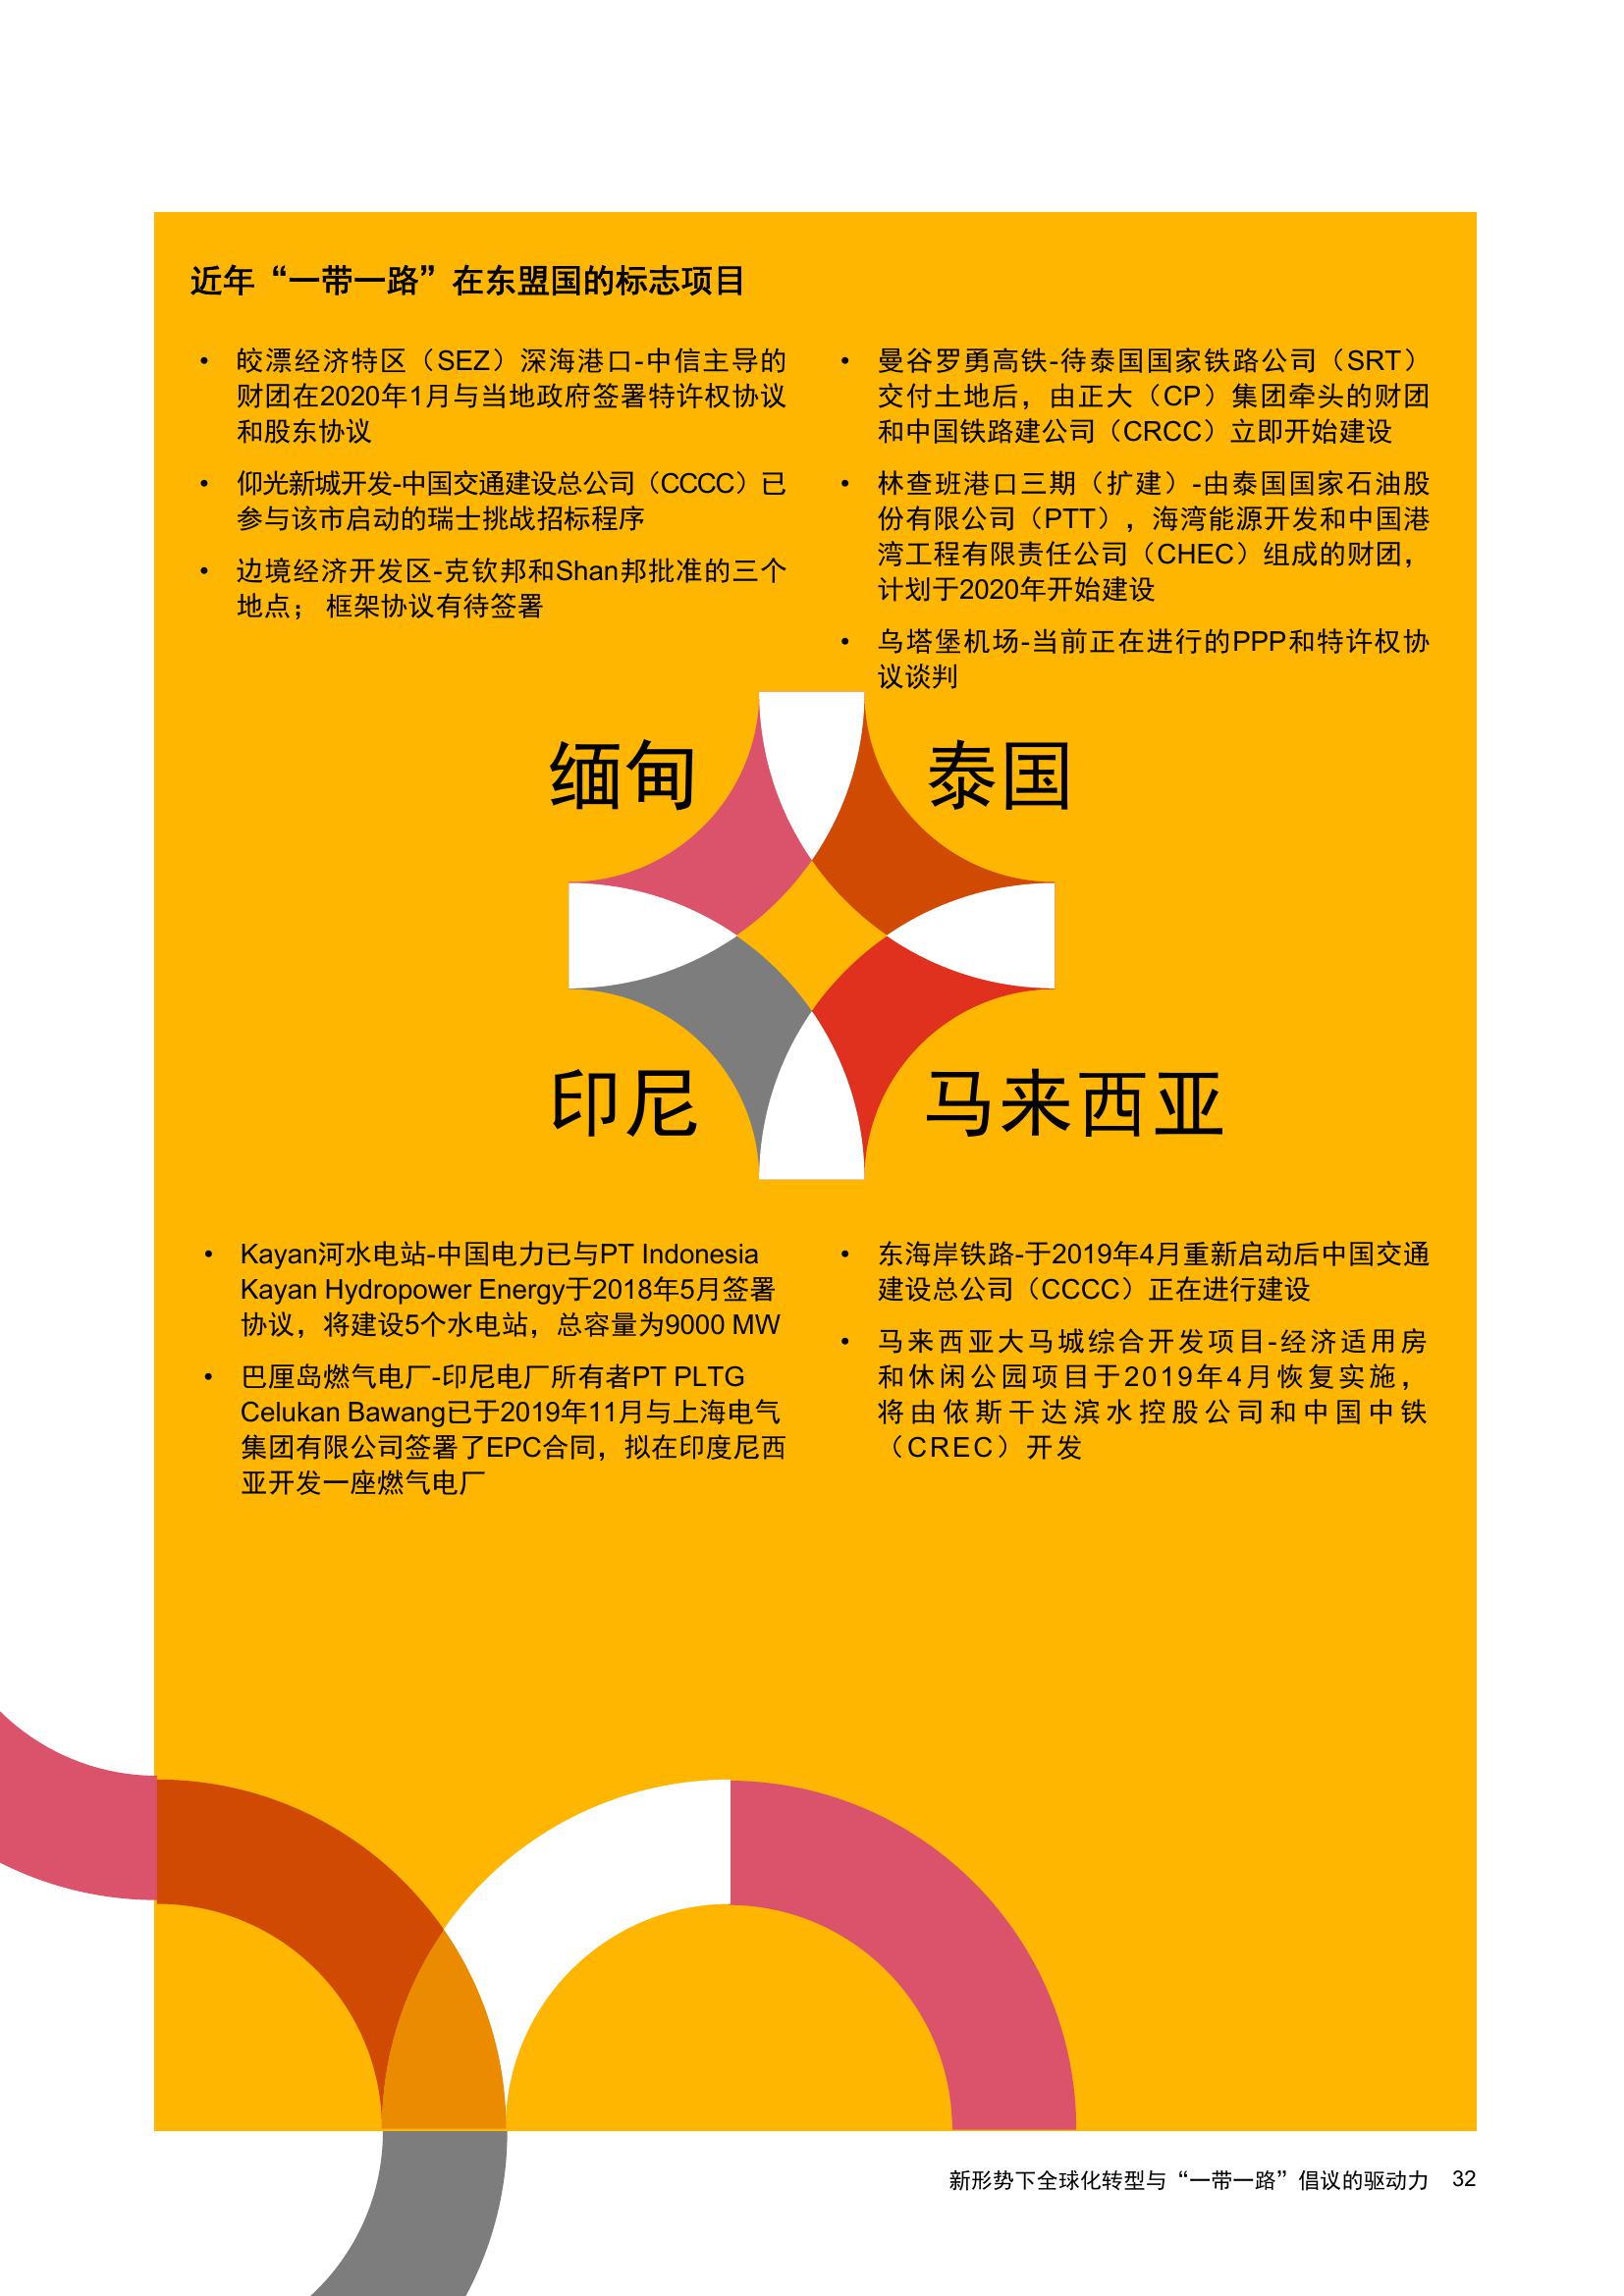 近年“一带一路”在东盟国的标志项目
• 皎漂经济特区（SEZ）深海港口-中信主导的
财团在2020年1月与当地政府签署特许权协议
和股东协议
• 仰光新城开发-中国交通建设总公司（CCCC）已
参与该市启动的瑞士挑战招标程序
• 边境经济开发区-克钦邦和Shan邦批准的三个
地点； 框架协议有待签署
• 曼谷罗勇高铁-待泰国国家铁路公司（SRT）
交付土地后，由正大（CP）集团牵头的财团
和中国铁路建公司（CRCC）立即开始建设
• 林查班港口三期（扩建）-由泰国国家石油股
份有限公司（PTT），海湾能源开发和中国港
湾工程有限责任公司（CHEC）组成的财团，
计划于2020年开始建设
• 乌塔堡机场-当前正在进行的PPP和特许权协
议谈判
缅甸
泰国
印尼
马来西亚
• Kayan河水电站-中国电力已与PT Indonesia
Kayan Hydropower Energy于2018年5月签署
协议，将建设5个水电站，总容量为9000 MW
• 巴厘岛燃气电厂-印尼电厂所有者PT PLTG
Celukan Bawang已于2019年11月与上海电气
集团有限公司签署了EPC合同，拟在印度尼西
亚开发一座燃气电厂
• 东海岸铁路-于2019年4月重新启动后中国交通
建设总公司（CCCC）正在进行建设
• 马来西亚大马城综合开发项目-经济适用房
和休闲公园项目于2019年4月恢复实施，
将由依斯干达滨水控股公司和中国中铁
（CREC）开发
新形势下全球化转型与“一带一路”倡议的驱动力 32